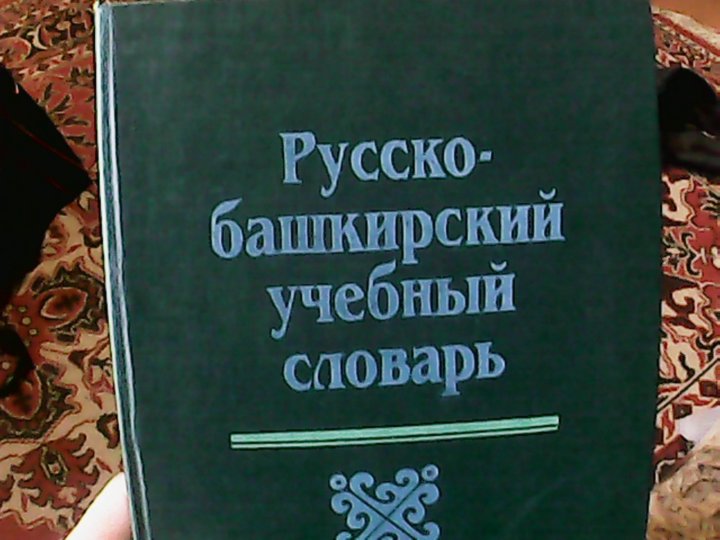 Русско-
башкирский
учебный
словарь